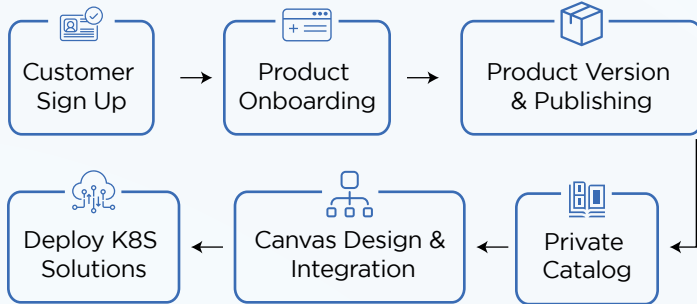 Customer
Sign Up
Product
Onboarding
Product Version
& Publishing
Private
Catalog
Canvas Design &
Integration
Deploy K8S
Solutions